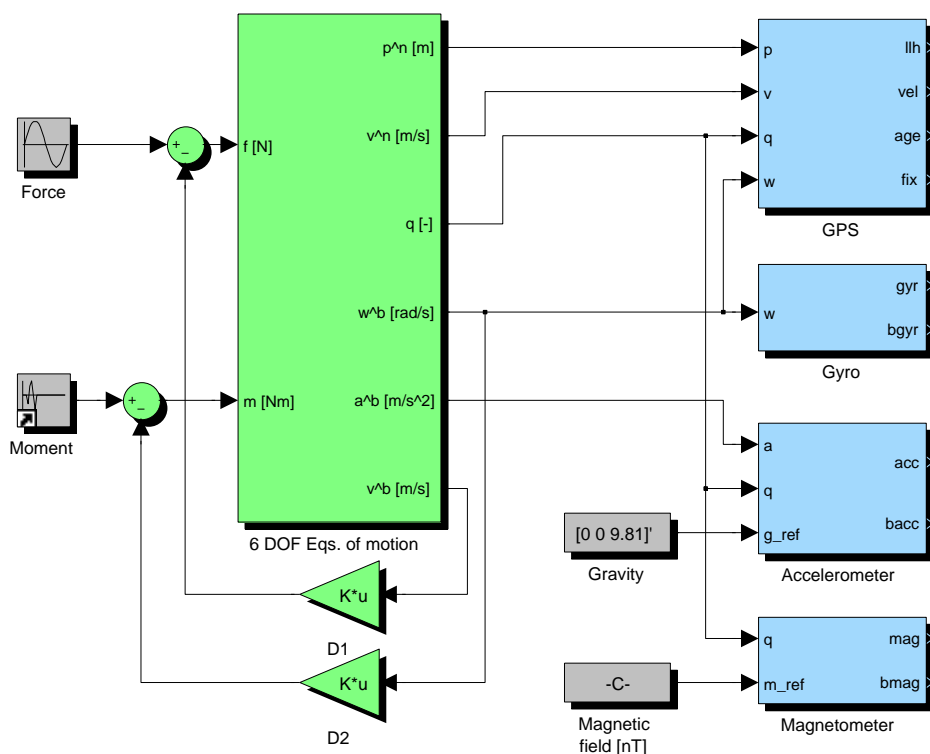 Force
+
_
Moment
+
_
f [N]
m [Nm]
p^n [m]
v^n [m/s]
q [-]
w^b [rad/s]
a^b [m/s^2]
v^b [m/s]
6 DOF Eqs. of motion
K*u
D1
K*u
D2
p
v
q
w
llh
vel
age
fix
GPS
w
gyr
bgyr
Gyro
[0 0 9.81]'
Gravity
a
q
g_ref
acc
bacc
Accelerometer
-C-
Magnetic
field [nT]
q
m_ref
mag
bmag
Magnetometer